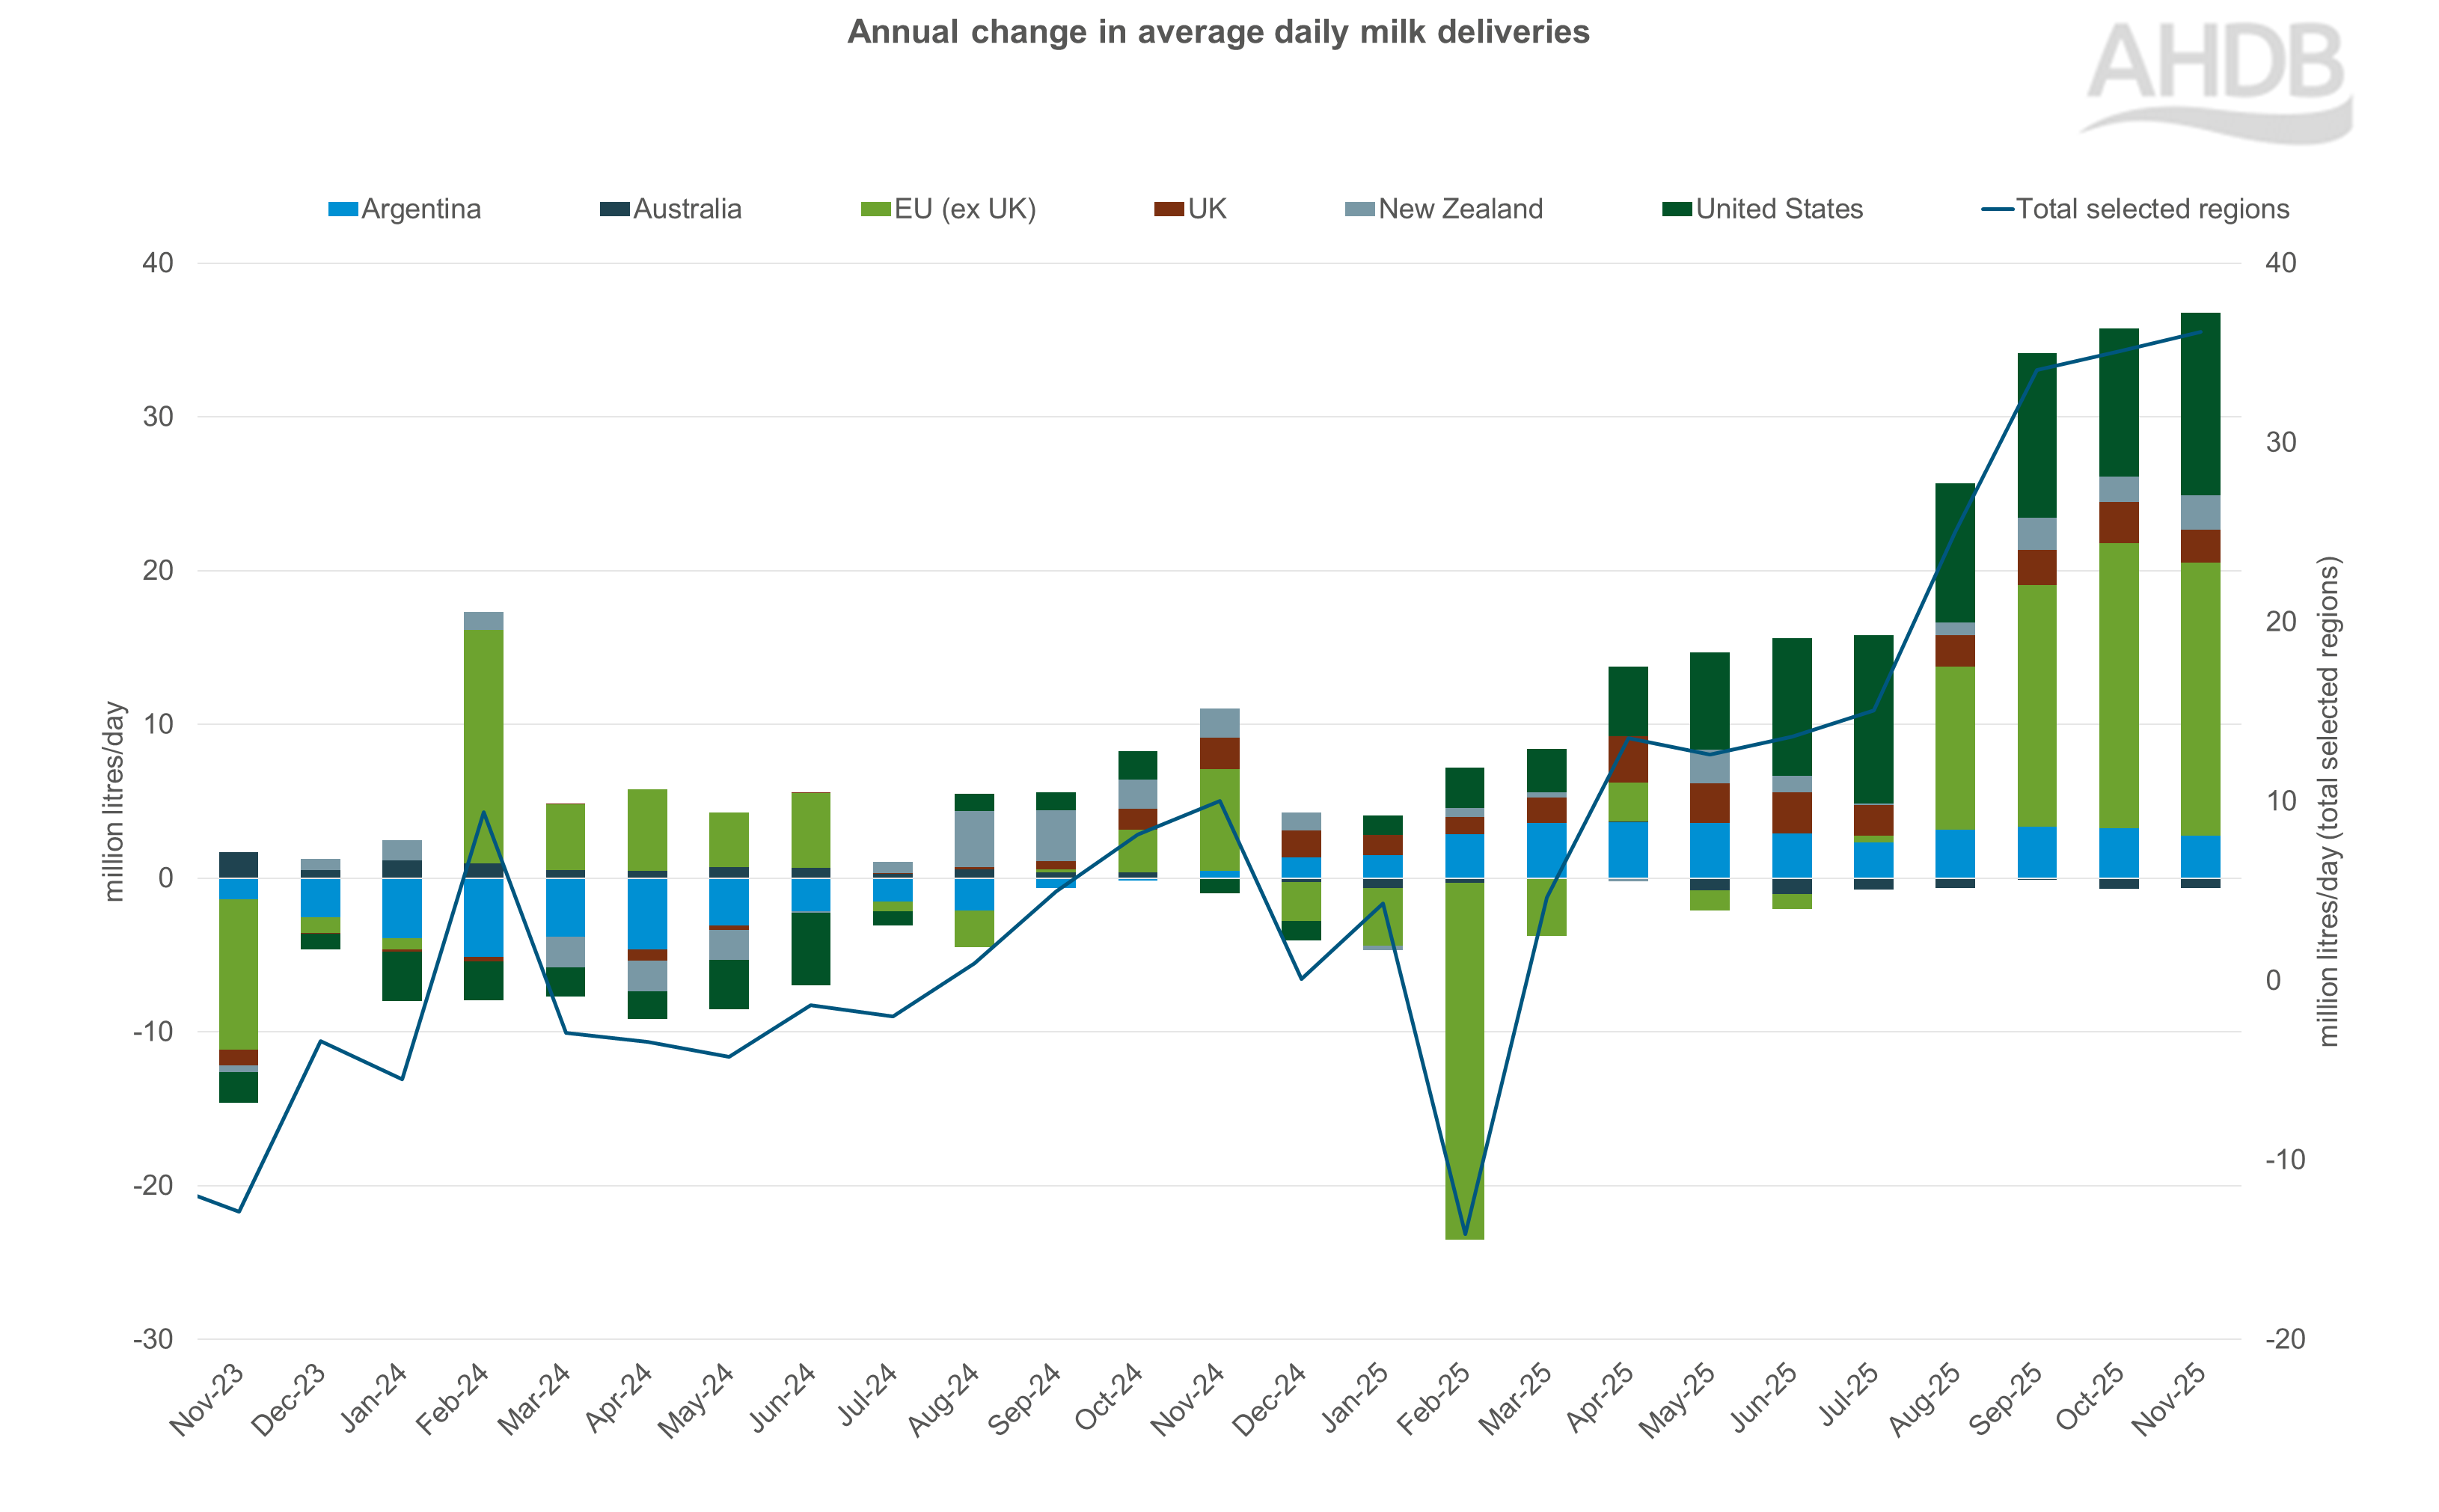 Annual change in average daily milk deliveries
AHDB
Argentina
Australia
EU (ex UK)
UK
New Zealand
United States
Total selected regions
40
30
20
10
0
-10
-20
-30
million litres/day
40
30
20
10
0
-10
-20
million litres/day (total selected regions)
Nov-23
Dec-23
Jan-24
Feb-24
Mar-24
Apr-24
May-24
Jun-24
Jul-24
Aug-24
Sep-24
Oct-24
Nov-24
Dec-24
Jan-25
Feb-25
Mar-25
Apr-25
May-25
Jun-25
Jul-25
Aug-25
Sep-25
Oct-25
Nov-25